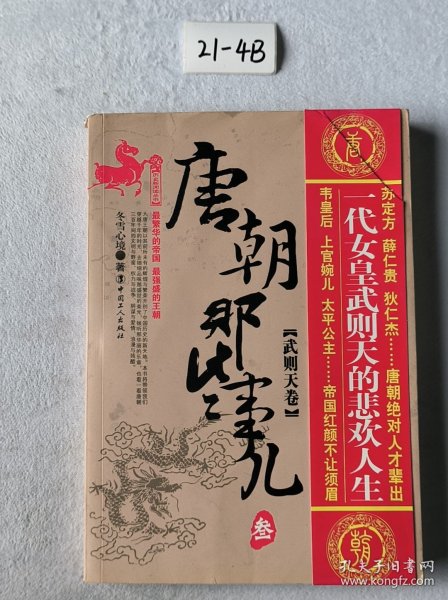 21-4B
唐朝那些事儿
【武则天卷】
叁
最繁华的帝国 最强盛的王朝
冬雪心境 著
中国工人出版社
唐
一代女皇武则天的悲欢人生
苏定方 薛仁贵 狄仁杰……唐朝绝对人才辈出
韦皇后 上官婉儿 太平公主……帝国红颜不让须眉
朝
孔夫子旧书网
book.kongfz.com